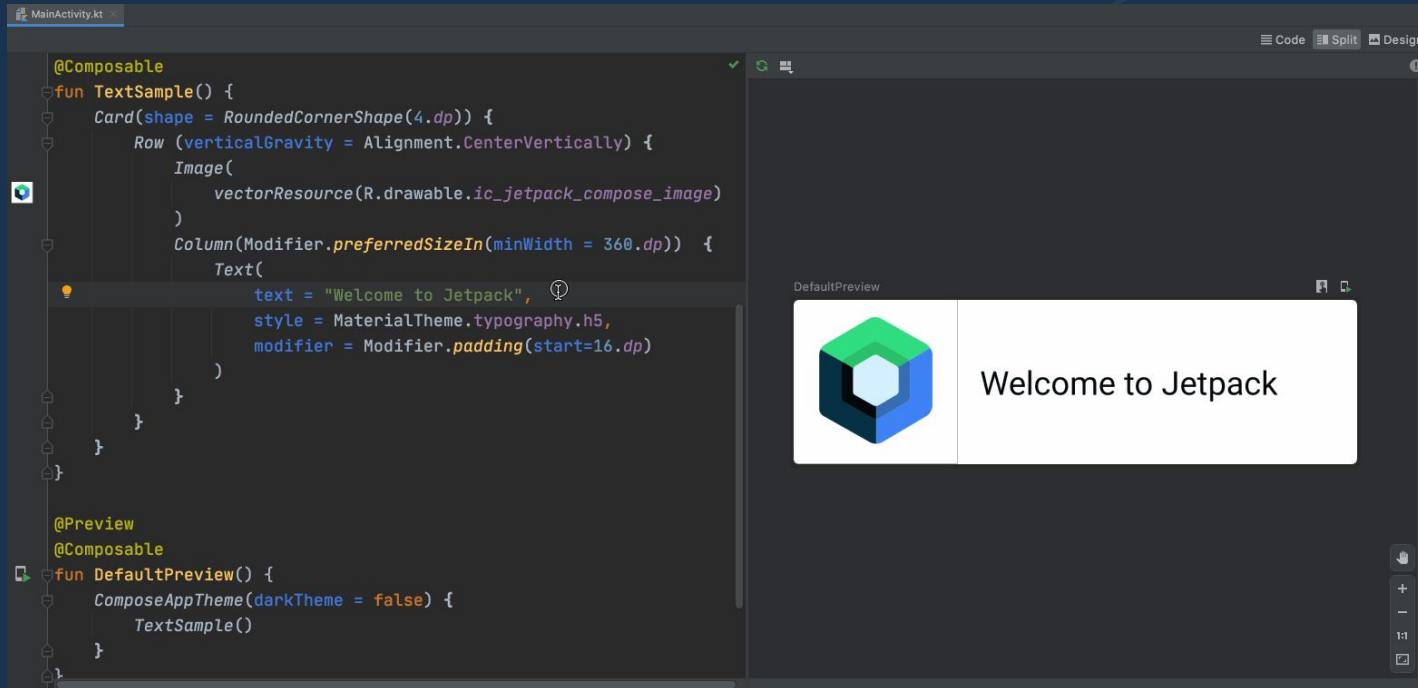 MainActivity.kt
Code Split Design
@Composable
fun TextSample() {
Card(shape = RoundedCornerShape(4.dp)) {
Row (verticalGravity = Alignment.CenterVertically) {
Image(
vectorResource(R.drawable.ic_jetpack_compose_image)
)
Column(Modifier.preferredSizeIn(minWidth = 360.dp))  {
Text(
text = "Welcome to Jetpack",
style = MaterialTheme.typography.h5,
modifier = Modifier.padding(start=16.dp)
)
}
}
}
}
@Preview
@Composable
fun DefaultPreview() {
ComposeAppTheme(darkTheme = false) {
TextSample()
}
}
DefaultPreview
Welcome to Jetpack
1:1